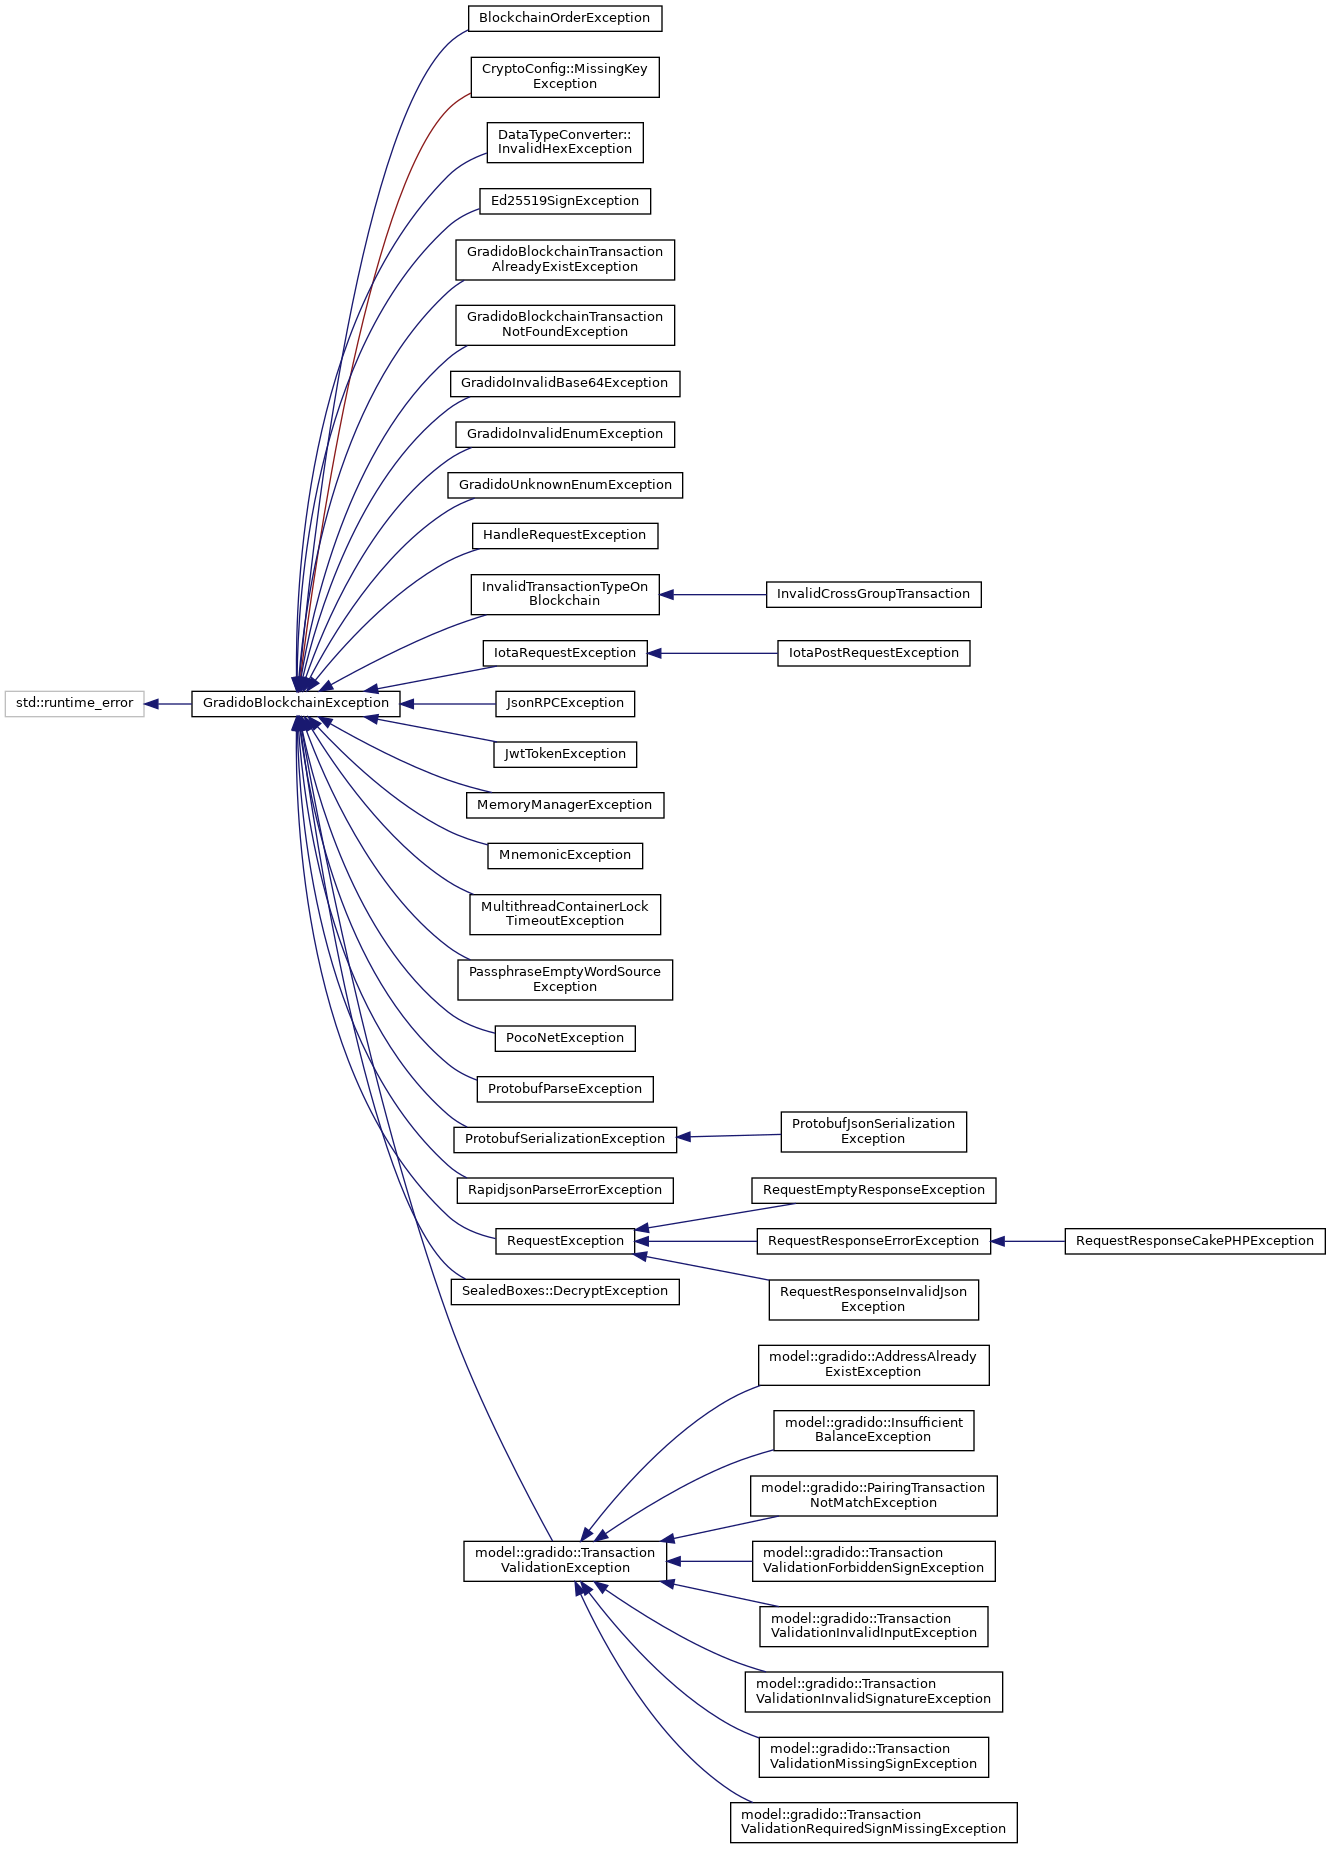 BlockchainOrderException
CryptoConfig::MissingKey
Exception
DataTypeConverter::
InvalidHexException
Ed25519SignException
GradidoBlockchainTransaction
AlreadyExistException
GradidoBlockchainTransaction
NotFoundException
GradidoInvalidBase64Exception
GradidoInvalidEnumException
GradidoUnknownEnumException
HandleRequestException
InvalidTransactionTypeOn
Blockchain
InvalidCrossGroupTransaction
IotaRequestException
IotaPostRequestException
std::runtime_error
GradidoBlockchainException
JsonRPCException
JwtTokenException
MemoryManagerException
MnemonicException
MultithreadContainerLock
TimeoutException
PassphraseEmptyWordSource
Exception
PocoNetException
ProtobufParseException
ProtobufSerializationException
ProtobufJsonSerialization
Exception
RapidjsonParseErrorException
RequestEmptyResponseException
RequestException
RequestResponseErrorException
RequestResponseCakePHPException
SealedBoxes::DecryptException
RequestResponseInvalidJson
Exception
model::gradido::AddressAlready
ExistException
model::gradido::Insufficient
BalanceException
model::gradido::PairingTransaction
NotMatchException
model::gradido::Transaction
ValidationException
model::gradido::Transaction
ValidationForbiddenSignException
model::gradido::Transaction
ValidationInvalidInputException
model::gradido::Transaction
ValidationInvalidSignatureException
model::gradido::Transaction
ValidationMissingSignException
model::gradido::Transaction
ValidationRequiredSignMissingException